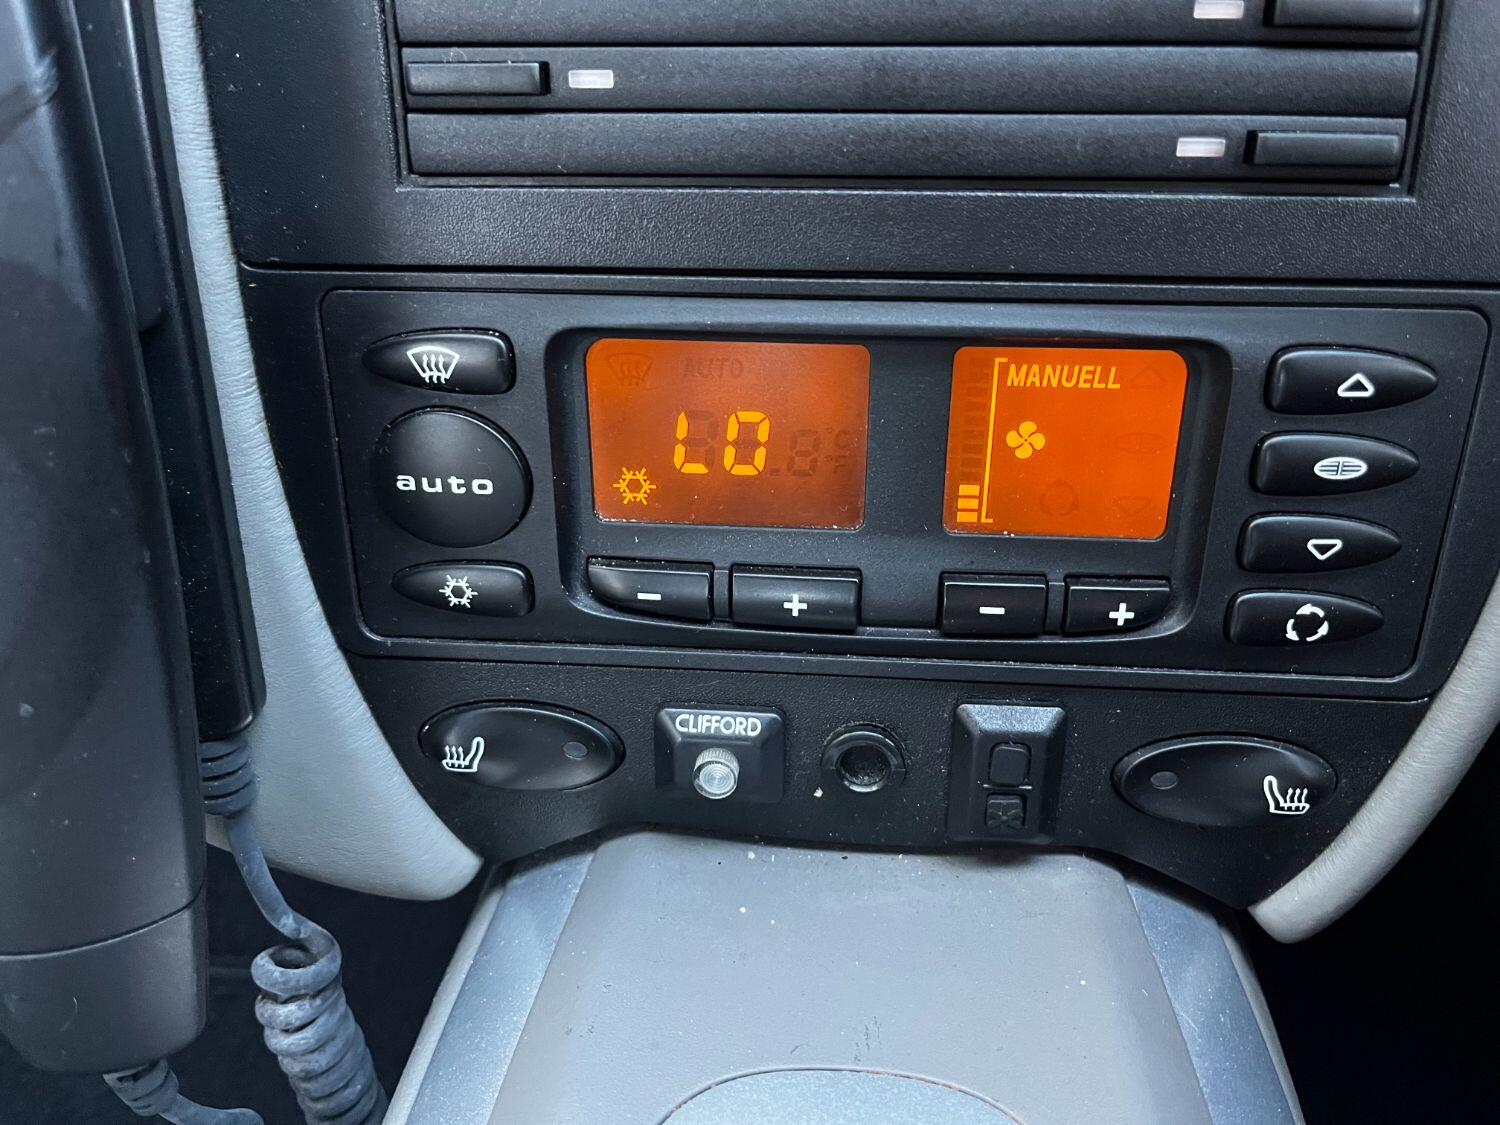 AUTO
LO
MANUELL
auto
- + - +
CLIFFORD